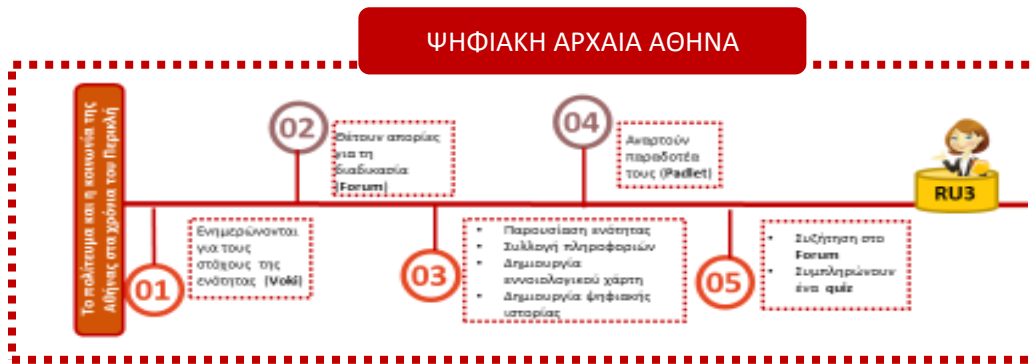 ΨΗΦΙΑΚΗ ΑΡΧΑΙΑ ΑΘΗΝΑ
Το πολίτευμα και η κοινωνία της
Αθήνας στα χρόνια του Περικλή
01
Ενημερώνονται
για τους
στόχους της
ενότητας (Voki)
02
Θέτουν απορίες
για τη
διαδικασία
(Forum)
03
• Παρουσίαση ενότητας
• Συλλογή πληροφοριών
• Δημιουργία
εννοιολογικού χάρτη
• Δημιουργία ψηφιακής
ιστορίας
04
Αναρτούν
παραδοτέα
τους (Padlet)
05
• Συζήτηση στο
Forum
• Συμπληρώνουν
ένα quiz
RU3